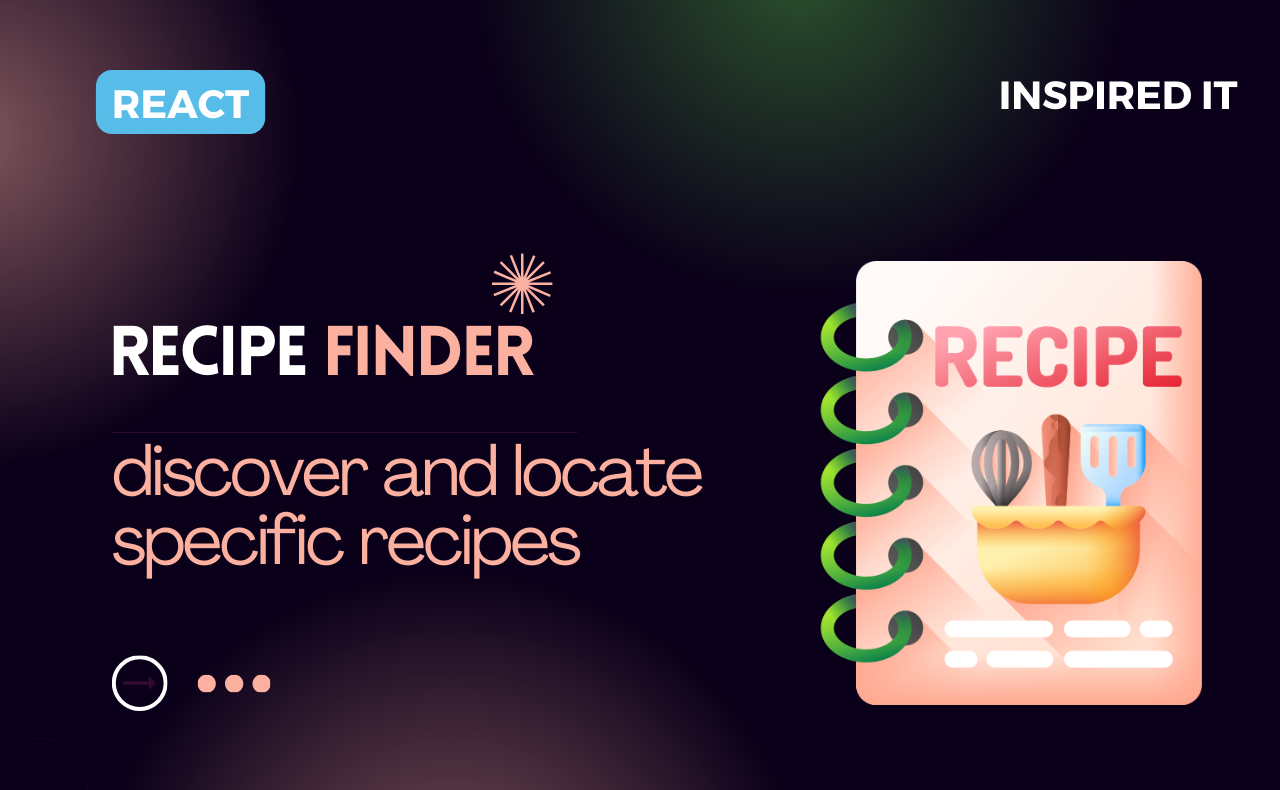 REACT
INSPIRED IT
RECIPE FINDER
discover and locate
specific recipes
RECIPE